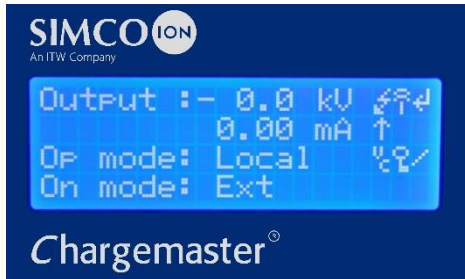 SIMCO ION
An ITW Company
Output :- 0.0 kV
0.00 mA ↑
Op mode: Local
On mode: Ext
Chargemaster®